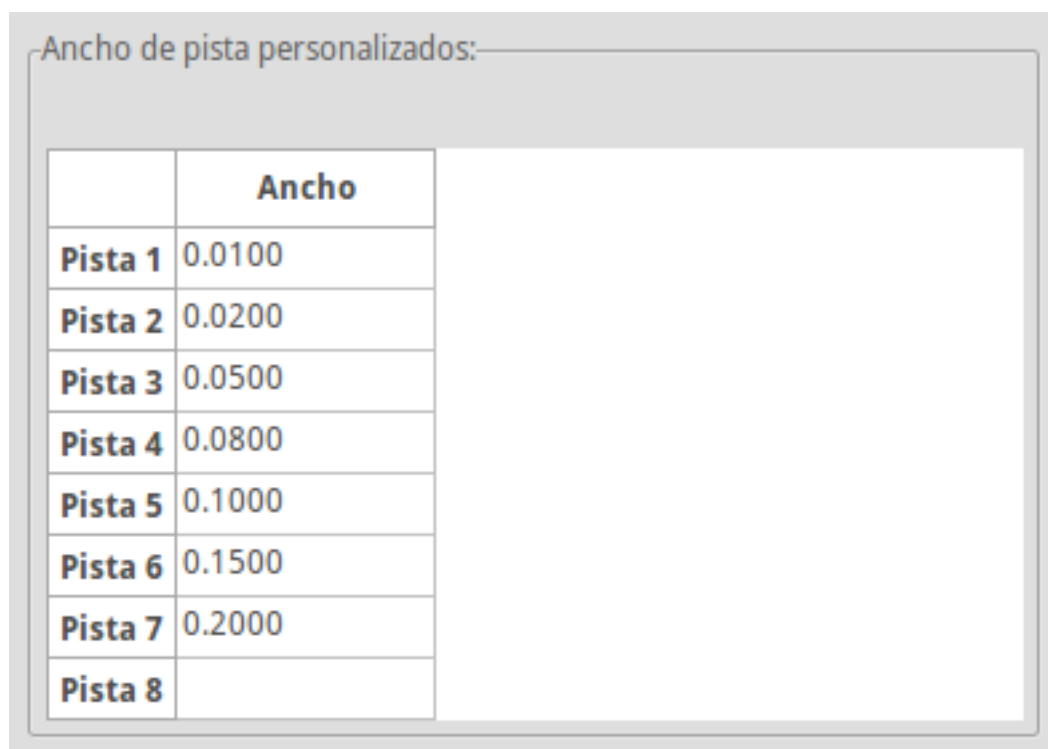 Ancho de pista personalizados:
Ancho
Pista 1 0.0100
Pista 2 0.0200
Pista 3 0.0500
Pista 4 0.0800
Pista 5 0.1000
Pista 6 0.1500
Pista 7 0.2000
Pista 8